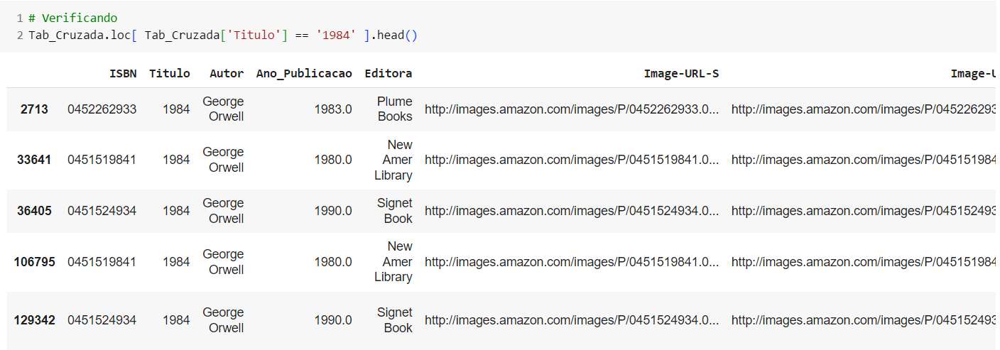 1 # Verificando
2 Tab_Cruzada.loc[ Tab_Cruzada['Titulo'] == '1984' ].head()
ISBN Titulo Autor Ano_Publicacao Editora Image-URL-S Image-U
2713 0452262933 1984 George Orwell 1983.0 Plume Books http://images.amazon.com/images/P/0452262933.0... http://images.amazon.com/images/P/045226293
33641 0451519841 1984 George Orwell 1980.0 New Amer Library http://images.amazon.com/images/P/0451519841.0... http://images.amazon.com/images/P/045151984
36405 0451524934 1984 George Orwell 1990.0 Signet Book http://images.amazon.com/images/P/0451524934.0... http://images.amazon.com/images/P/045152493
106795 0451519841 1984 George Orwell 1980.0 New Amer Library http://images.amazon.com/images/P/0451519841.0... http://images.amazon.com/images/P/045151984
129342 0451524934 1984 George Orwell 1990.0 Signet Book http://images.amazon.com/images/P/0451524934.0... http://images.amazon.com/images/P/045152493